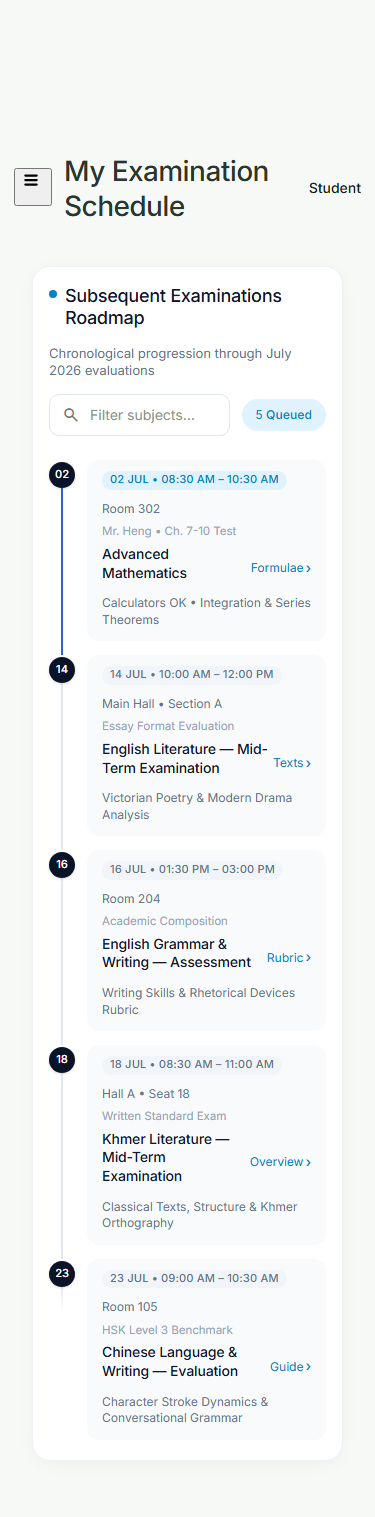 My Examination
Schedule
Student
Subsequent Examinations
Roadmap
Chronological progression through July
2026 evaluations
Filter subjects...
5 Queued
02
02 JUL • 08:30 AM – 10:30 AM
Room 302
Mr. Heng • Ch. 7-10 Test
Advanced
Mathematics
Formulae ›
Calculators OK • Integration & Series
Theorems
14
14 JUL • 10:00 AM – 12:00 PM
Main Hall • Section A
Essay Format Evaluation
English Literature — Mid-
Term Examination
Texts ›
Victorian Poetry & Modern Drama
Analysis
16
16 JUL • 01:30 PM – 03:00 PM
Room 204
Academic Composition
English Grammar &
Writing — Assessment
Rubric ›
Writing Skills & Rhetorical Devices
Rubric
18
18 JUL • 08:30 AM – 11:00 AM
Hall A • Seat 18
Written Standard Exam
Khmer Literature —
Mid-Term
Examination
Overview ›
Classical Texts, Structure & Khmer
Orthography
23
23 JUL • 09:00 AM – 10:30 AM
Room 105
HSK Level 3 Benchmark
Chinese Language &
Writing — Evaluation
Guide ›
Character Stroke Dynamics &
Conversational Grammar